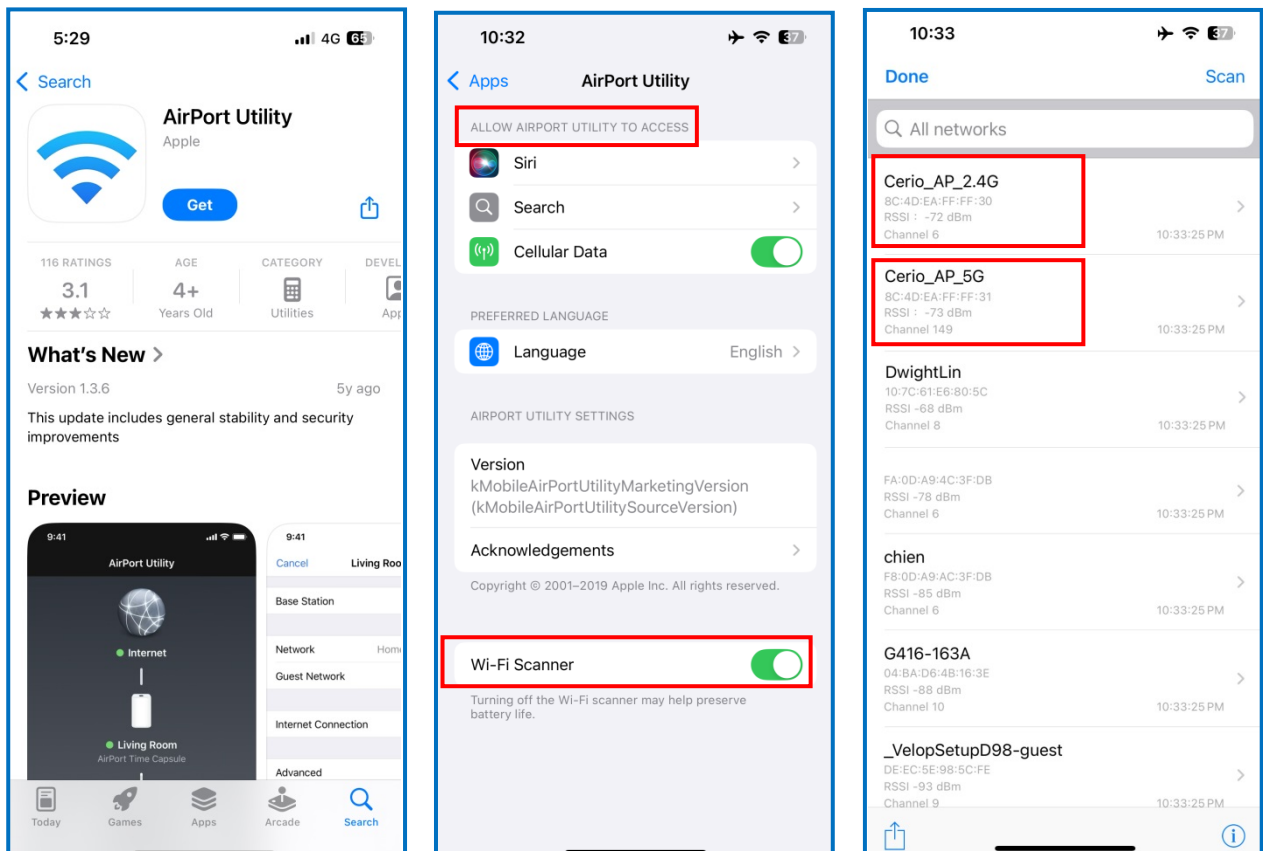 5:29
4G 65
Search
AirPort Utility
Apple
Get
116 RATINGS
AGE
CATEGORY
DEVEL
3.1
4+
★★★☆☆
Years Old
Utilities
App
What's New >
Version 1.3.6
5y ago
This update includes general stability and security
improvements
Preview
9:41
AirPort Utility
Internet
Living Room
AirPort Time Capsule
9:41
Cancel
Living Roo
Base Station
Network
Hom
Guest Network
Internet Connection
Advanced
Today
Games
Apps
Arcade
Search
10:32
37
Apps
AirPort Utility
ALLOW AIRPORT UTILITY TO ACCESS
Siri
Search
Cellular Data
PREFERRED LANGUAGE
Language
English
AIRPORT UTILITY SETTINGS
Version
kMobileAirPortUtilityMarketingVersion
(kMobileAirPortUtilitySourceVersion)
Acknowledgements
Copyright © 2001–2019 Apple Inc. All rights reserved.
Wi-Fi Scanner
Turning off the Wi-Fi scanner may help preserve
battery life.
10:33
37
Done
Scan
All networks
Cerio_AP_2.4G
8C:4D:EA:FF:FF:30
RSSI : -72 dBm
Channel 6
10:33:25 PM
Cerio_AP_5G
8C:4D:EA:FF:FF:31
RSSI : -73 dBm
Channel 149
10:33:25 PM
DwightLin
10:7C:61:E6:80:5C
RSSI -68 dBm
Channel 8
10:33:25 PM
FA:0D:A9:4C:3F:DB
RSSI -78 dBm
Channel 6
10:33:25 PM
chien
F8:0D:A9:AC:3F:DB
RSSI -85 dBm
Channel 6
10:33:25 PM
G416-163A
04:BA:D6:4B:16:3E
RSSI -88 dBm
Channel 10
10:33:25 PM
_VelopSetupD98-guest
DE:EC:5E:98:5C:FE
RSSI -93 dBm
Channel 9
10:33:25 PM